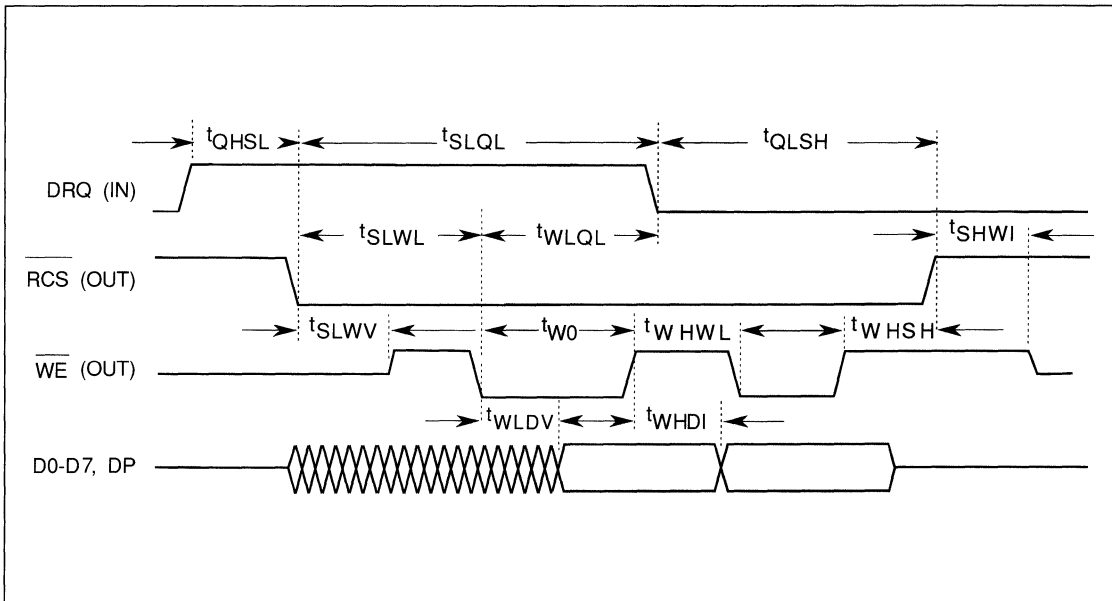 tQHSL tSLQL tQLSH
DRQ (IN)
tSLWL tWLQL tSHWI
RCS (OUT)
tSLWV tW0 tWHWL tWHSH
WE (OUT)
tWLDV tWHDI
D0-D7, DP